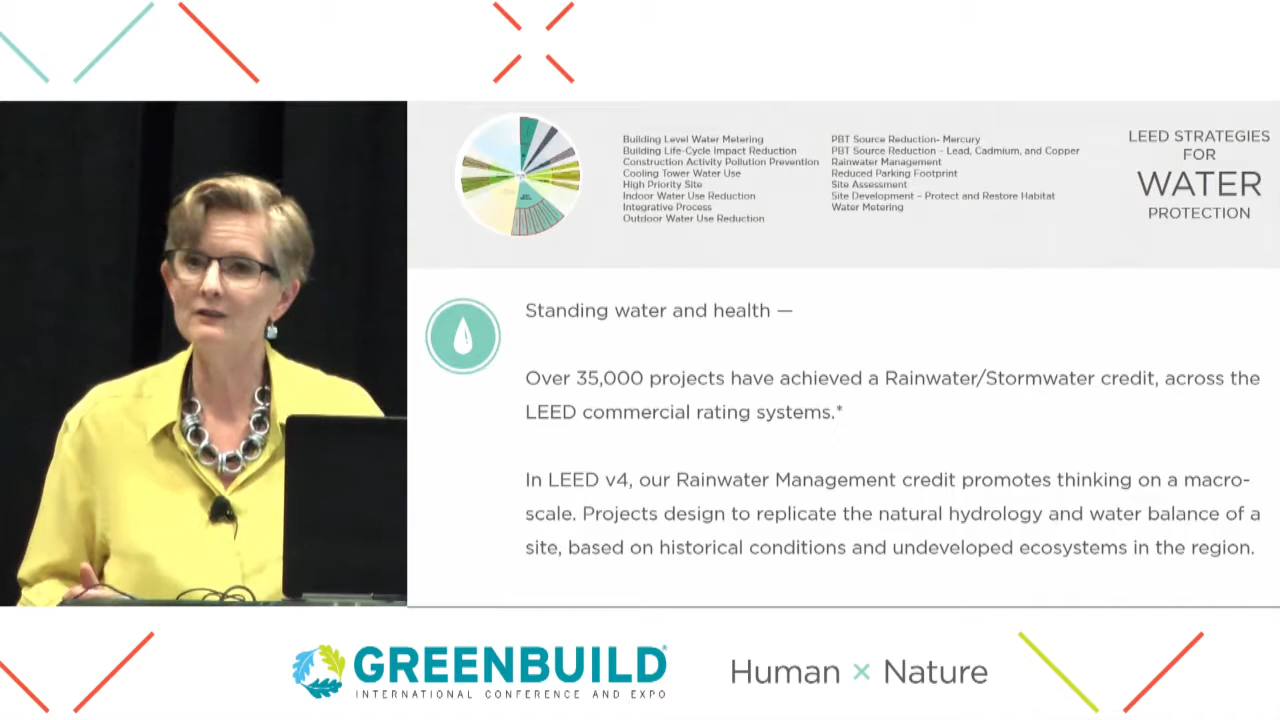 Building Level Water Metering
Building Life-Cycle Impact Reduction
Construction Activity Pollution Prevention
Cooling Tower Water Use
High Priority Site
Indoor Water Use Reduction
Integrative Process
Outdoor Water Use Reduction
PBT Source Reduction- Mercury
PBT Source Reduction – Lead, Cadmium, and Copper
Rainwater Management
Reduced Parking Footprint
Site Assessment
Site Development – Protect and Restore Habitat
Water Metering
LEED STRATEGIES
FOR
WATER
PROTECTION
Standing water and health —
Over 35,000 projects have achieved a Rainwater/Stormwater credit, across the
LEED commercial rating systems.*
In LEED v4, our Rainwater Management credit promotes thinking on a macro-
scale. Projects design to replicate the natural hydrology and water balance of a
site, based on historical conditions and undeveloped ecosystems in the region.
GREENBUILD®
INTERNATIONAL CONFERENCE AND EXPO
Human × Nature